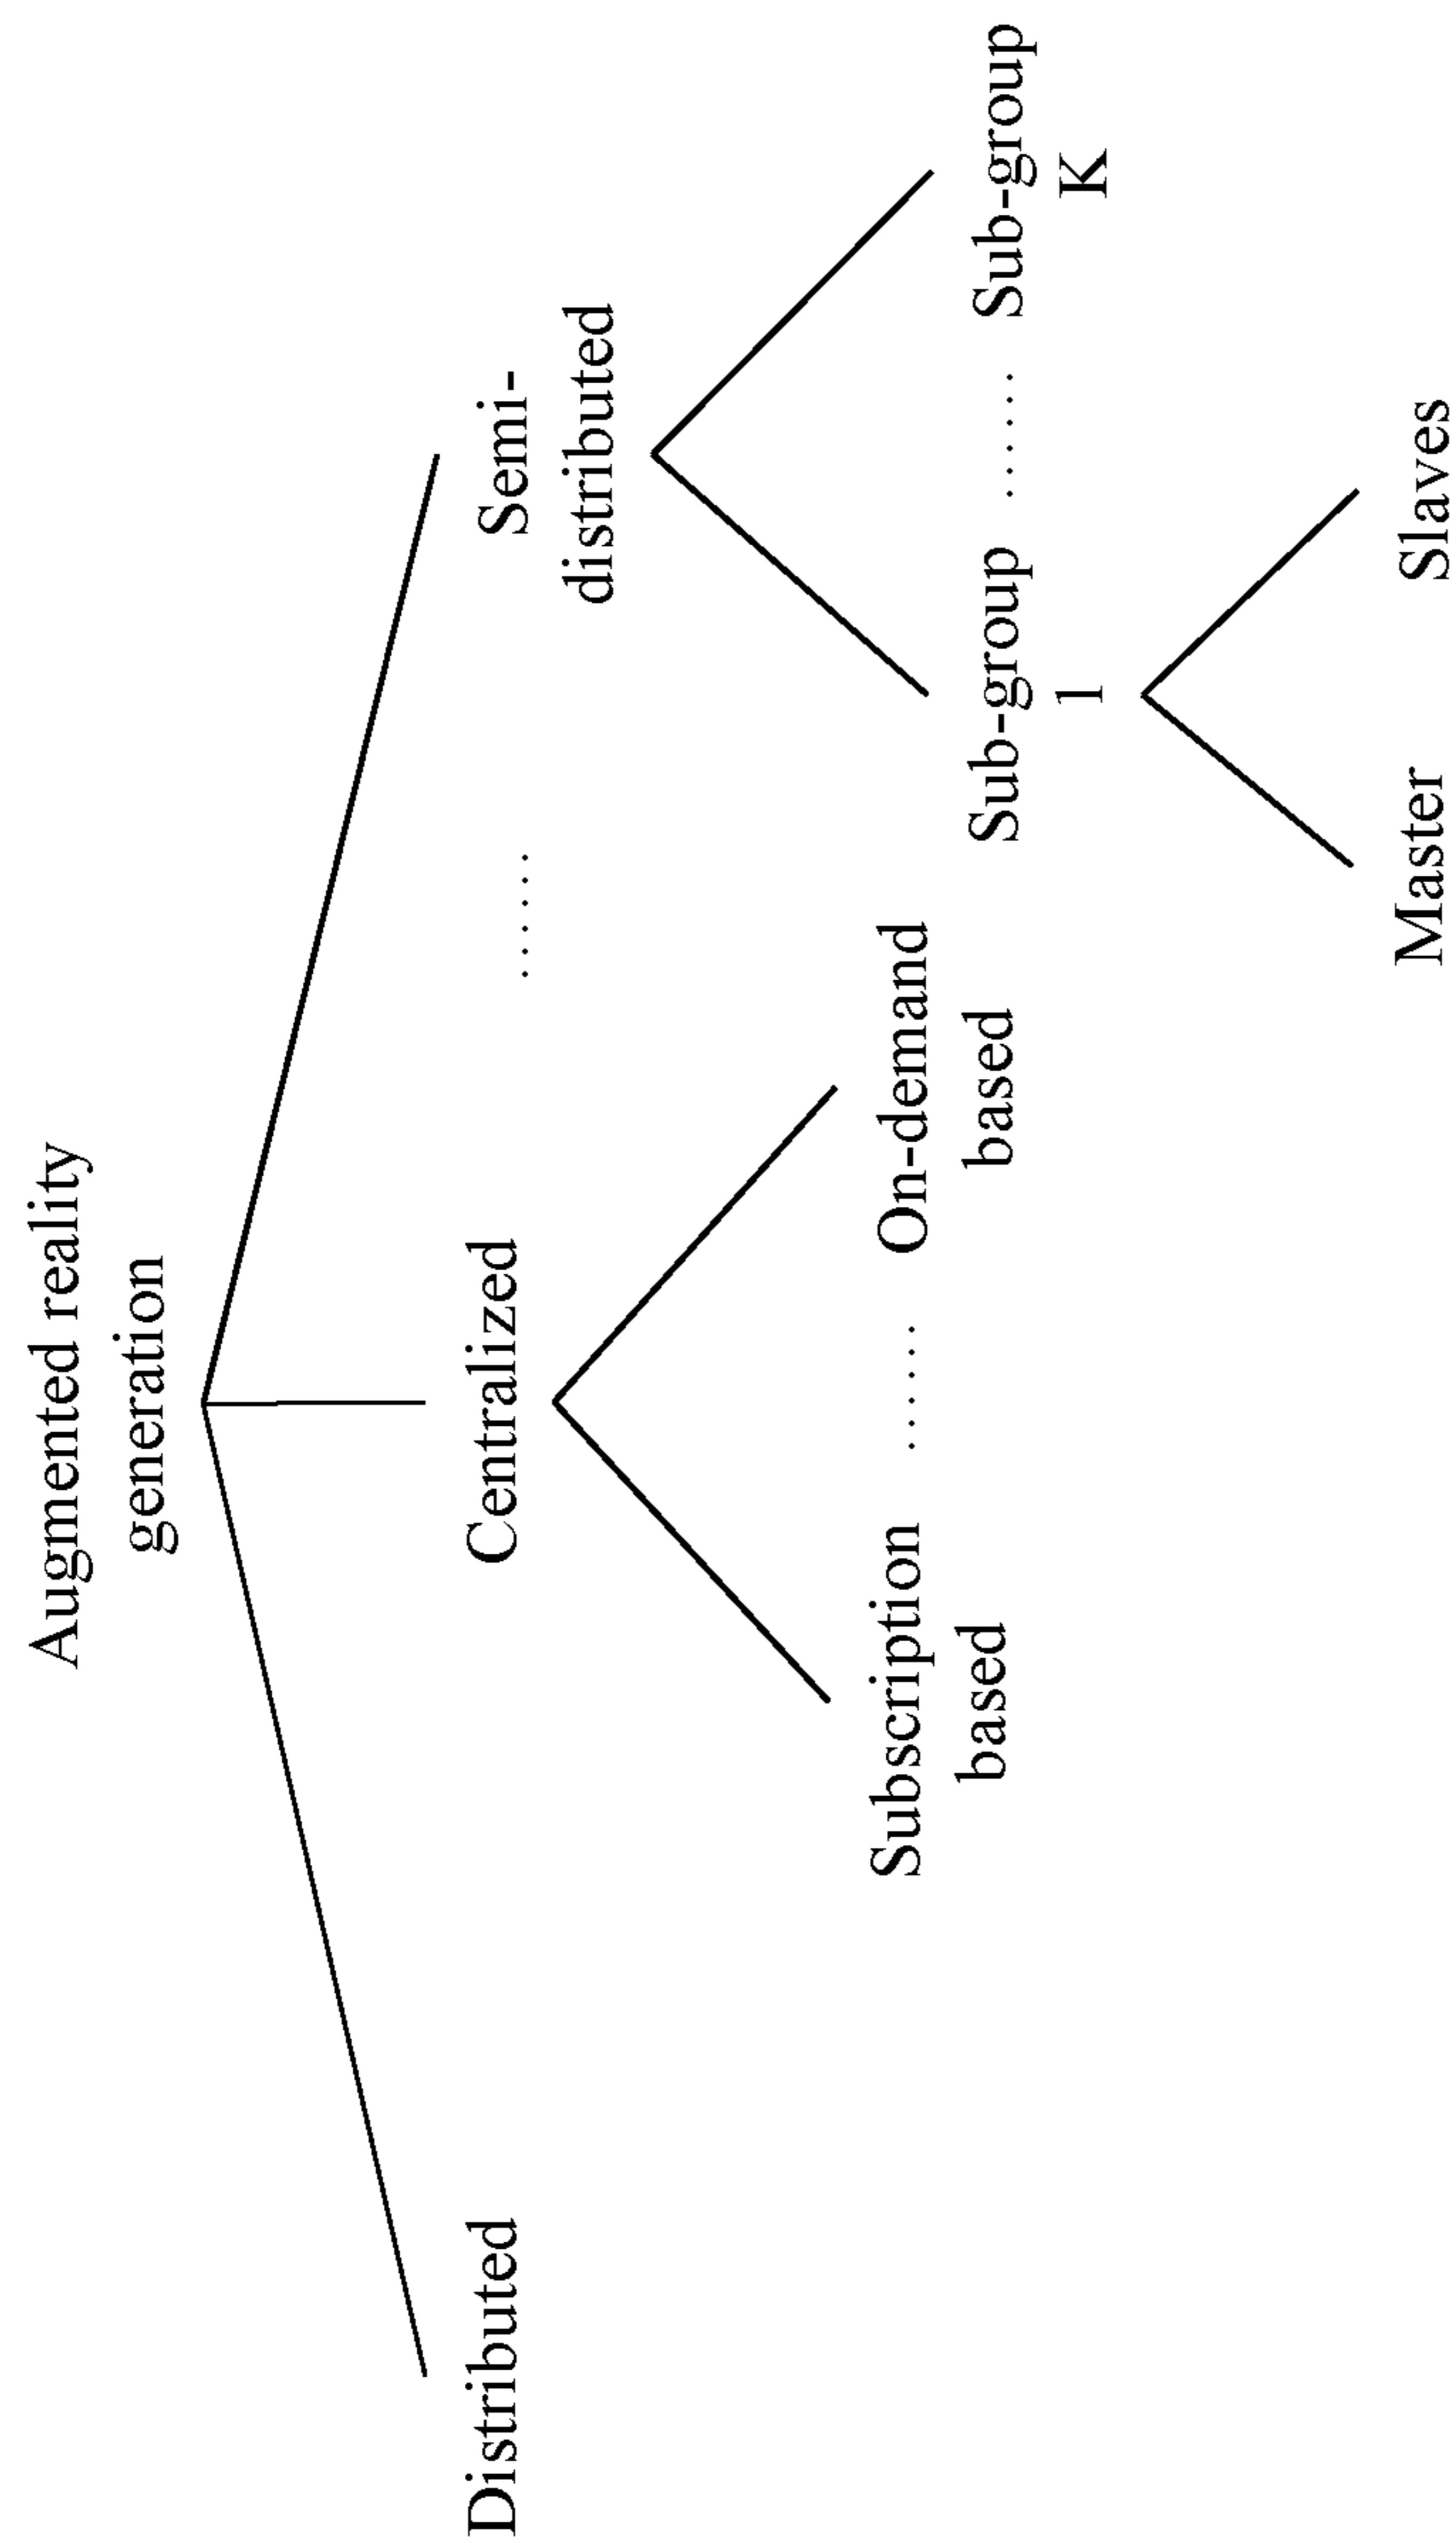 Augmented reality
generation
Distributed
Centralized
......
Semi-
distributed
Subscription
based
......
On-demand
based
Sub-group
1
......
Sub-group
K
Master
Slaves